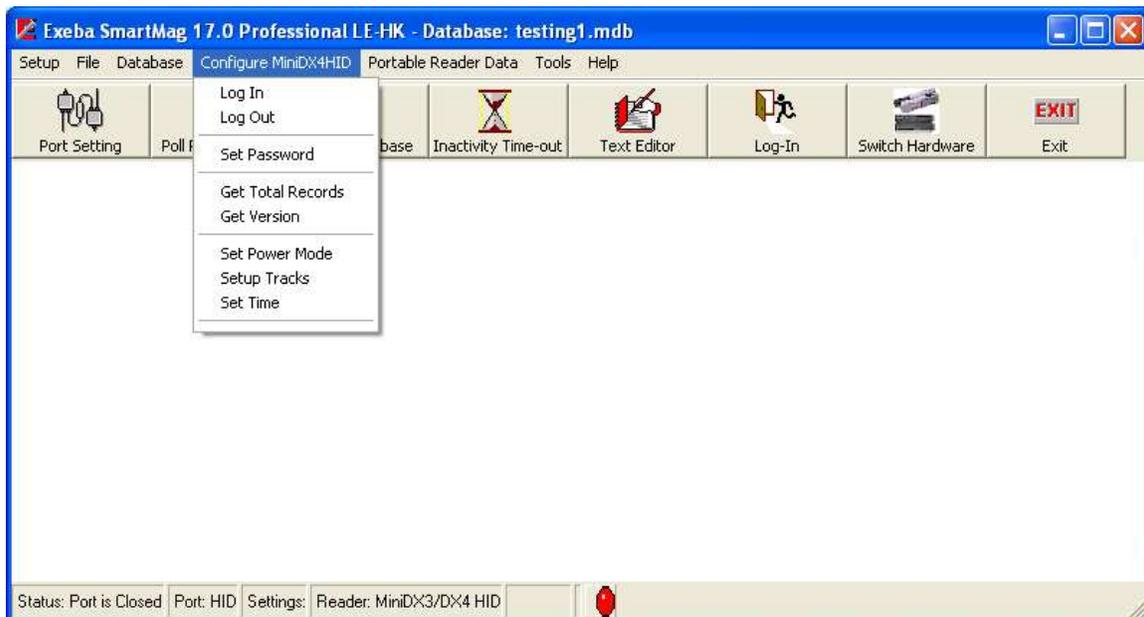 Exeba SmartMag 17.0 Professional LE-HK - Database: testing1.mdb
Setup File Database Configure MiniDX4HID Portable Reader Data Tools Help
Log In
Log Out
Set Password
Get Total Records
Get Version
Set Power Mode
Setup Tracks
Set Time
Port Setting Poll base Inactivity Time-out Text Editor Log-In Switch Hardware EXIT Exit
Status: Port is Closed Port: HID Settings: Reader: MiniDX3/DX4 HID